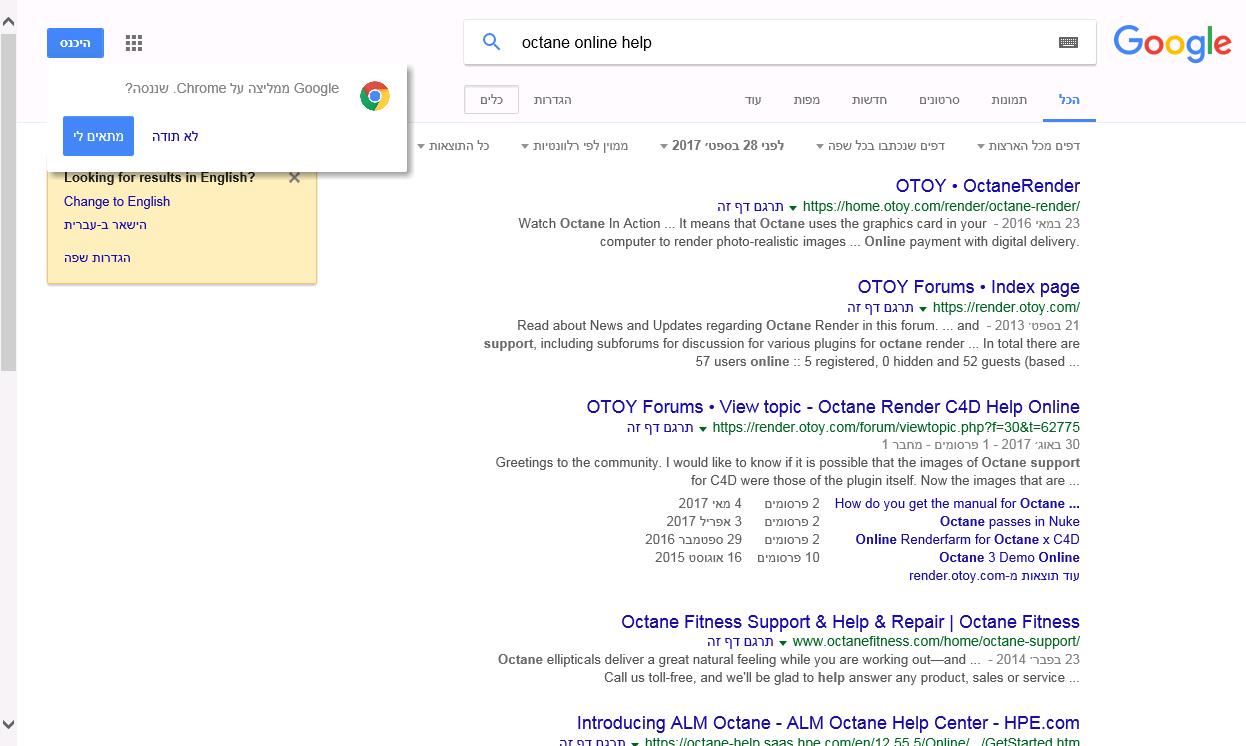 Google
octane online help
היכנס
Google ממליצה על Chrome. שננסה?
לא תודה
מתאים לי
הכל
תמונות
סרטונים
חדשות
מפות
עוד
הגדרות
כלים
דפים מכל הארצות
דפים שנכתבו בכל שפה
לפני 28 בספט׳ 2017
ממוין לפי רלוונטיות
כל התוצאות
Looking for results in English?
Change to English
הישאר ב-עברית
הגדרות שפה
OTOY • OctaneRender
https://home.otoy.com/render/octane-render/ תרגם דף זה
23 במאי 2016 - Watch Octane In Action ... It means that Octane uses the graphics card in your
computer to render photo-realistic images ... Online payment with digital delivery.
OTOY Forums • Index page
https://render.otoy.com/ תרגם דף זה
21 בספט׳ 2013 - Read about News and Updates regarding Octane Render in this forum. ... and
support, including subforums for discussion for various plugins for octane render ... In total there are
57 users online :: 5 registered, 0 hidden and 52 guests (based ...
OTOY Forums • View topic - Octane Render C4D Help Online
https://render.otoy.com/forum/viewtopic.php?f=30&t=62775 תרגם דף זה
30 באוג׳ 2017 - 1 פרסומים - מחבר 1
Greetings to the community. I would like to know if it is possible that the images of Octane support
for C4D were those of the plugin itself. Now the images that are ...
How do you get the manual for Octane ... 2 פרסומים 4 מאי 2017
Octane passes in Nuke 2 פרסומים 3 אפריל 2017
Online Renderfarm for Octane x C4D 2 פרסומים 29 ספטמבר 2016
Octane 3 Demo Online 10 פרסומים 16 אוגוסט 2015
עוד תוצאות מ-render.otoy.com
Octane Fitness Support & Help & Repair | Octane Fitness
www.octanefitness.com/home/octane-support/ תרגם דף זה
23 בפבר׳ 2014 - Octane ellipticals deliver a great natural feeling while you are working out—and ...
Call us toll-free, and we'll be glad to help answer any product, sales or service ...
Introducing ALM Octane - ALM Octane Help Center - HPE.com
https://octane-help.saas.hpe.com/en/12.55.5/Online/.../GetStarted.htm תרגם דף זה